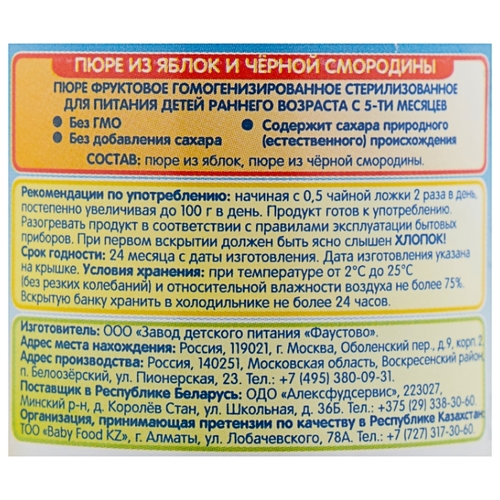 ПЮРЕ ИЗ ЯБЛОК И ЧЁРНОЙ СМОРОДИНЫ
ПЮРЕ ФРУКТОВОЕ ГОМОГЕНИЗИРОВАННОЕ СТЕРИЛИЗОВАННОЕ
ДЛЯ ПИТАНИЯ ДЕТЕЙ РАННЕГО ВОЗРАСТА С 5-ТИ МЕСЯЦЕВ
• Без ГМО
• Без добавления сахара
• Содержит сахара природного
(естественного) происхождения
СОСТАВ: пюре из яблок, пюре из чёрной смородины.
Рекомендации по употреблению: начиная с 0,5 чайной ложки 2 раза в день,
постепенно увеличивая до 100 г в день. Продукт готов к употреблению.
Разогревать продукт в соответствии с правилами эксплуатации бытовых
приборов. При первом вскрытии должен быть ясно слышен ХЛОПОК!
Срок годности: 24 месяца с даты изготовления. Дата изготовления указана
на крышке. Условия хранения: при температуре от 2°С до 25°С
(без резких колебаний) и относительной влажности воздуха не более 75%.
Вскрытую банку хранить в холодильнике не более 24 часов.
Изготовитель: ООО «Завод детского питания «Фаустово».
Адрес места нахождения: Россия, 119021, г. Москва, Оболенский пер., д.9, корп.2.
Адрес производства: Россия, 140251, Московская область, Воскресенский район,
п. Белоозёрский, ул. Пионерская, 23. Тел.: +7 (495) 380-09-31.
Поставщик в Республику Беларусь: ОДО «Алексфудсервис», 223027,
Минский р-н, д. Королёв Стан, ул. Школьная, д. 36Б. Тел.: +375 (29) 338-30-60.
Организация, принимающая претензии по качеству в Республике Казахстан:
ТОО «Baby Food KZ», г. Алматы, ул. Лобачевского, 78А. Тел.: +7 (727) 317-30-60.